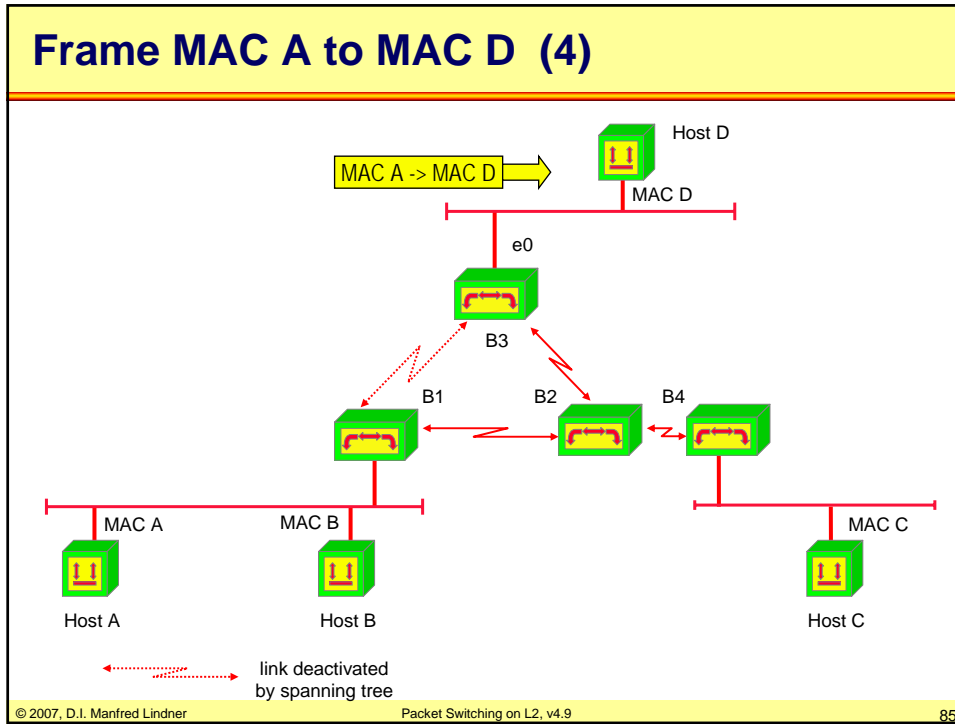 Frame MAC A to MAC D (4)
Host D
MAC A -> MAC D
MAC D
e0
B3
B1
B2
B4
MAC A
MAC B
MAC C
Host A
Host B
Host C
link deactivated
by spanning tree
© 2007, D.I. Manfred Lindner
Packet Switching on L2, v4.9
85